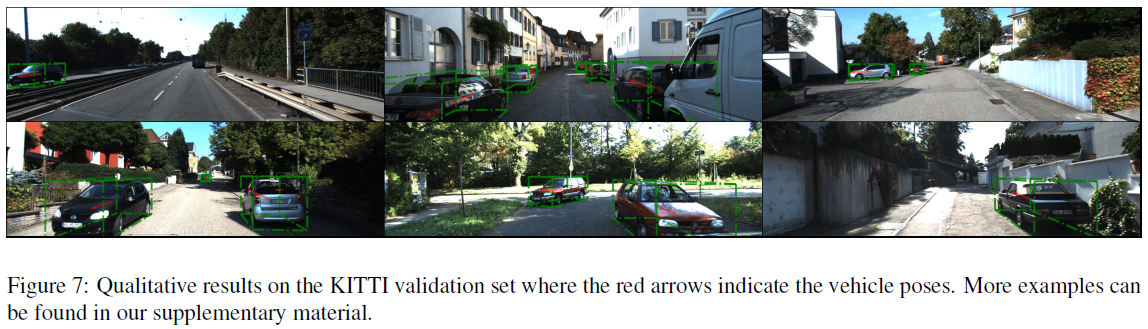 Figure 7: Qualitative results on the KITTI validation set where the red arrows indicate the vehicle poses. More examples can
be found in our supplementary material.